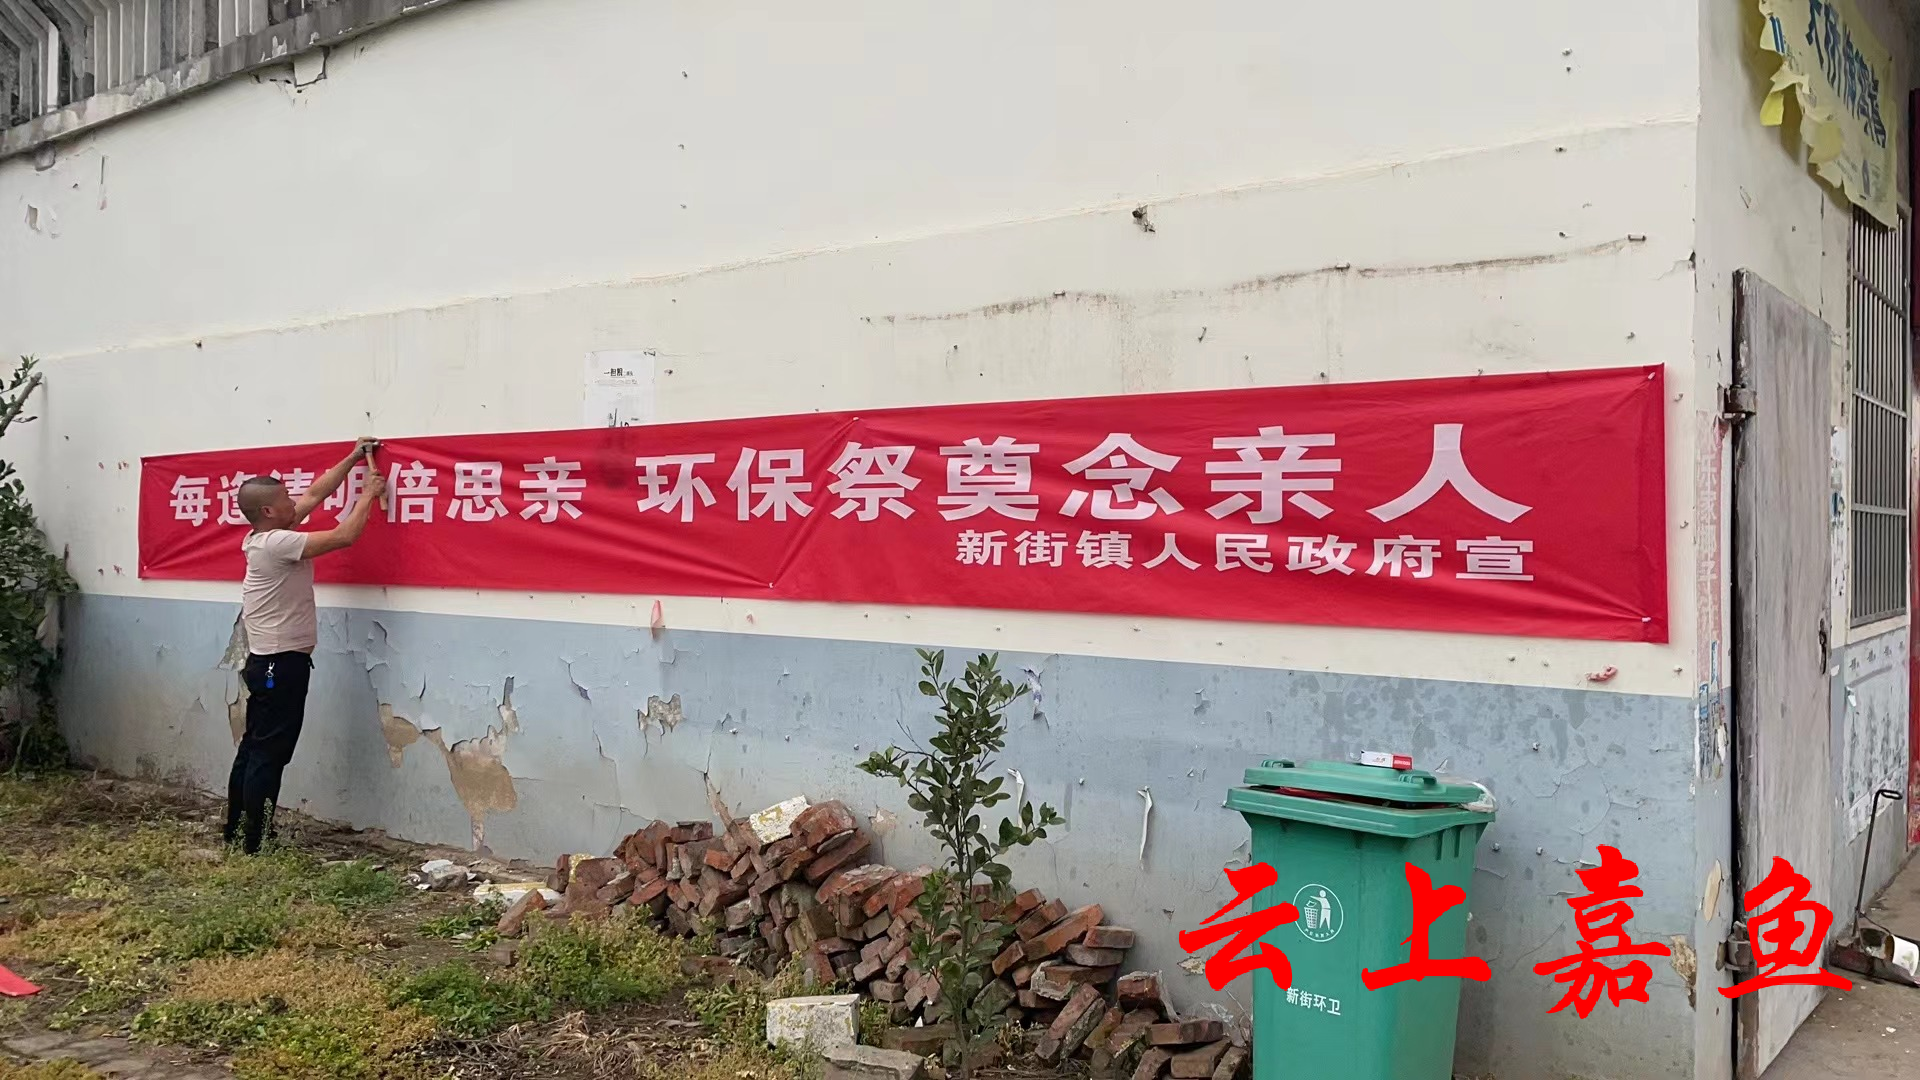 每逢清明倍思亲 环保祭奠念亲人
新街镇人民政府宣
新街环卫
云上嘉鱼